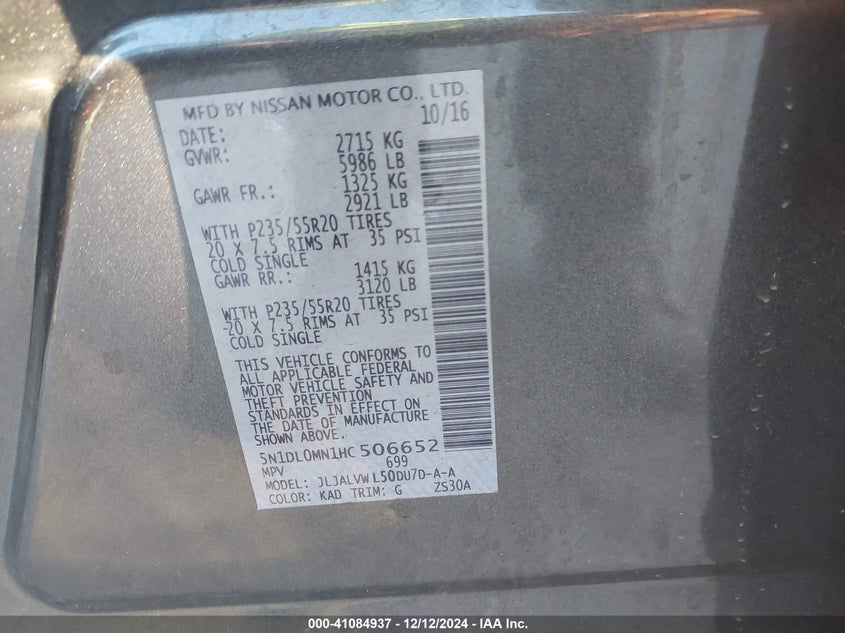 MFD BY NISSAN MOTOR CO., LTD.
DATE: 10/16
GVWR: 2715 KG
5986 LB
GAWR FR.: 1325 KG
2921 LB
WITH P235/55R20 TIRES
20 X 7.5 RIMS AT 35 PSI
COLD SINGLE
GAWR RR.: 1415 KG
3120 LB
WITH P235/55R20 TIRES
20 X 7.5 RIMS AT 35 PSI
COLD SINGLE
THIS VEHICLE CONFORMS TO
ALL APPLICABLE FEDERAL
MOTOR VEHICLE SAFETY AND
THEFT PREVENTION
STANDARDS IN EFFECT ON
THE DATE OF MANUFACTURE
SHOWN ABOVE.
5N1DL0MN1HC 506652
MPV 699
MODEL: JLJALVW L50DU7D-A-A
COLOR: KAD TRIM: G ZS30A
000-41084937 - 12/12/2024 - IAA Inc.